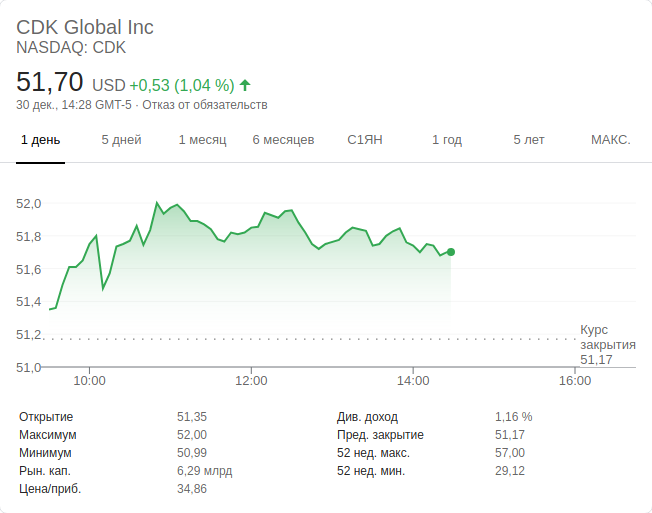 CDK Global Inc
NASDAQ: CDK
51,70 USD +0,53 (1,04 %)
30 дек., 14:28 GMT-5 · Отказ от обязательств
1 день 5 дней 1 месяц 6 месяцев С1ЯН 1 год 5 лет МАКС.
52,0
51,8
51,6
51,4
51,2
51,0
Курс
закрытия
51,17
10:00 12:00 14:00 16:00
Открытие 51,35 Див. доход 1,16 %
Максимум 52,00 Пред. закрытие 51,17
Минимум 50,99 52 нед. макс. 57,00
Рын. кап. 6,29 млрд 52 нед. мин. 29,12
Цена/приб. 34,86